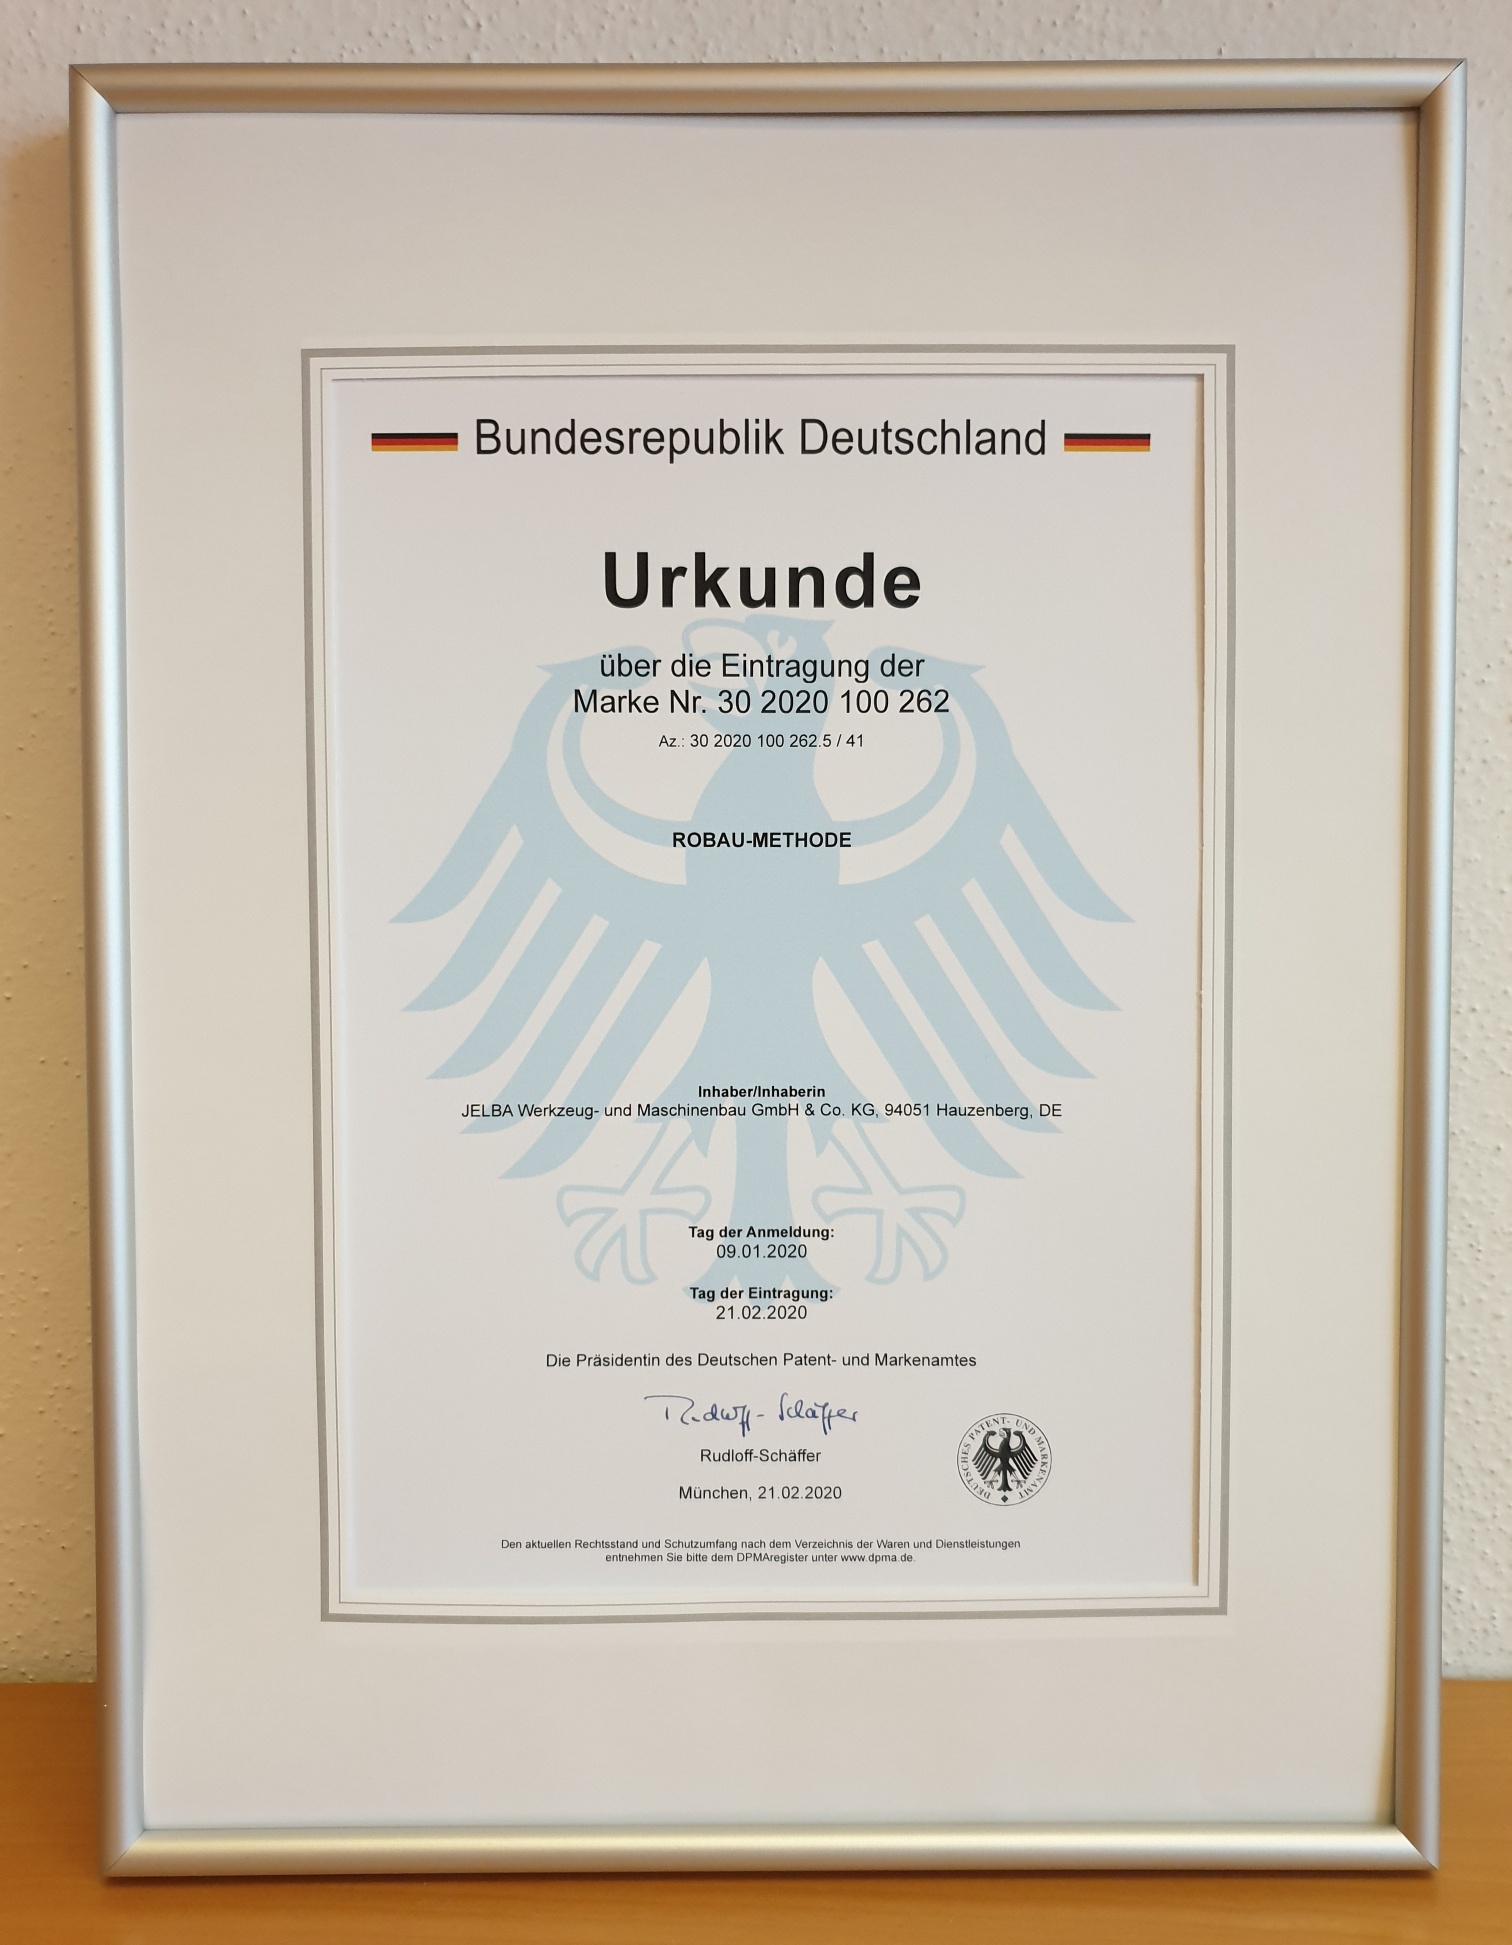 Bundesrepublik Deutschland
Urkunde
über die Eintragung der
Marke Nr. 30 2020 100 262
Az.: 30 2020 100 262.5 / 41
ROBAU-METHODE
Inhaber/Inhaberin
JELBA Werkzeug- und Maschinenbau GmbH & Co. KG, 94051 Hauzenberg, DE
Tag der Anmeldung:
09.01.2020
Tag der Eintragung:
21.02.2020
Die Präsidentin des Deutschen Patent- und Markenamtes
Rudloff-Schäffer
Rudloff-Schäffer
München, 21.02.2020
DEUTSCHES PATENT- UND MARKENAMT
Den aktuellen Rechtsstand und Schutzumfang nach dem Verzeichnis der Waren und Dienstleistungen
entnehmen Sie bitte dem DPMAregister unter www.dpma.de.